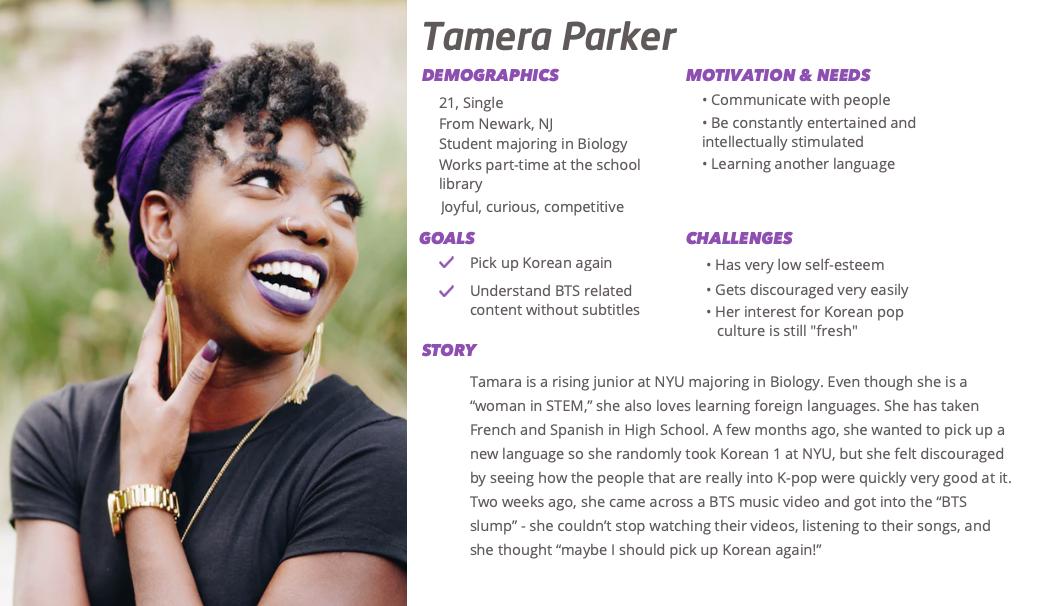 Tamera Parker
DEMOGRAPHICS
21, Single
From Newark, NJ
Student majoring in Biology
Works part-time at the school
library
Joyful, curious, competitive
MOTIVATION & NEEDS
• Communicate with people
• Be constantly entertained and
intellectually stimulated
• Learning another language
GOALS
✓ Pick up Korean again
✓ Understand BTS related
content without subtitles
CHALLENGES
• Has very low self-esteem
• Gets discouraged very easily
• Her interest for Korean pop
culture is still "fresh"
STORY
Tamara is a rising junior at NYU majoring in Biology. Even though she is a
“woman in STEM,” she also loves learning foreign languages. She has taken
French and Spanish in High School. A few months ago, she wanted to pick up a
new language so she randomly took Korean 1 at NYU, but she felt discouraged
by seeing how the people that are really into K-pop were quickly very good at it.
Two weeks ago, she came across a BTS music video and got into the “BTS
slump” - she couldn’t stop watching their videos, listening to their songs, and
she thought “maybe I should pick up Korean again!”